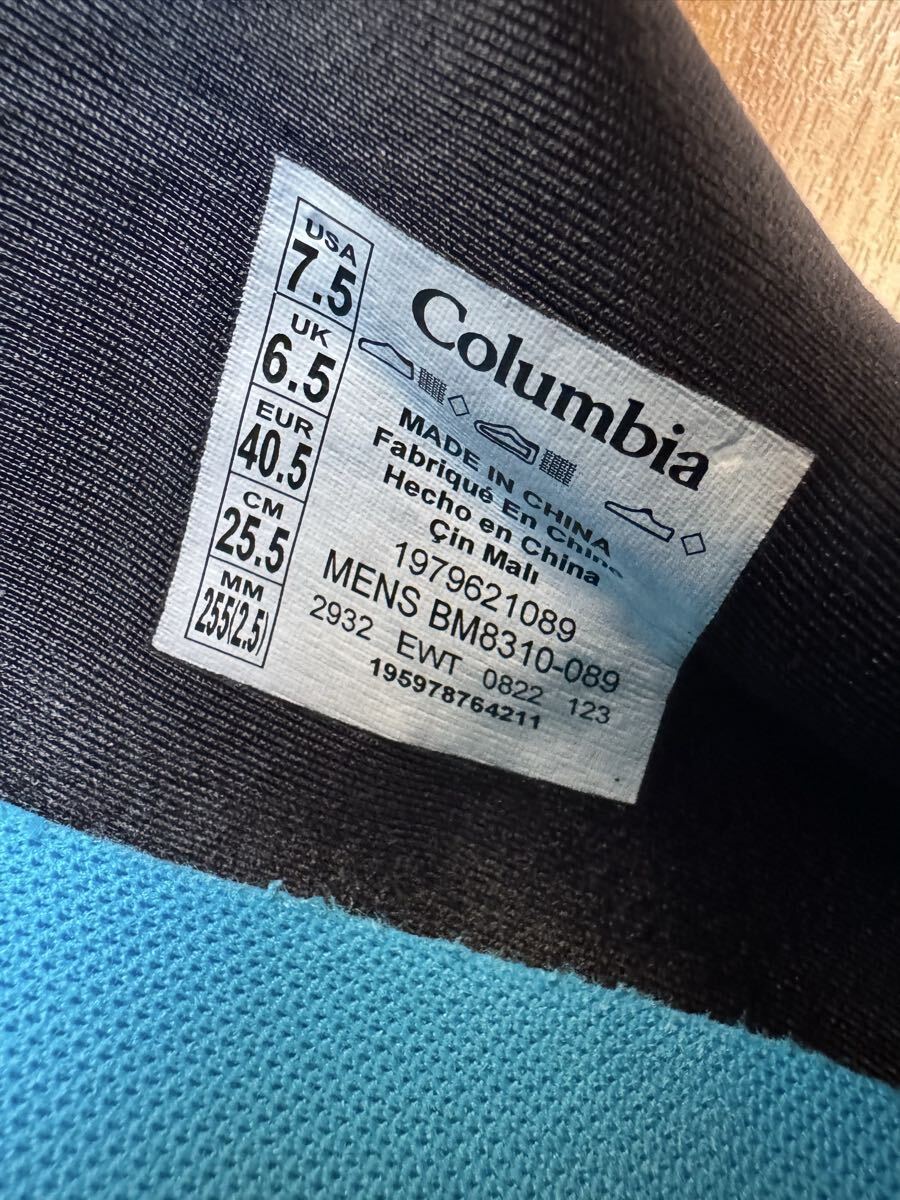 USA
7.5
UK
6.5
EUR
40.5
CM
25.5
MM
255(2.5)
Columbia
MADE IN CHINA
Fabriqué En Chine
Hecho en China
Çin Malı
1979621089
MENS BM8310-089
2932 EWT 0822 123
195978764211